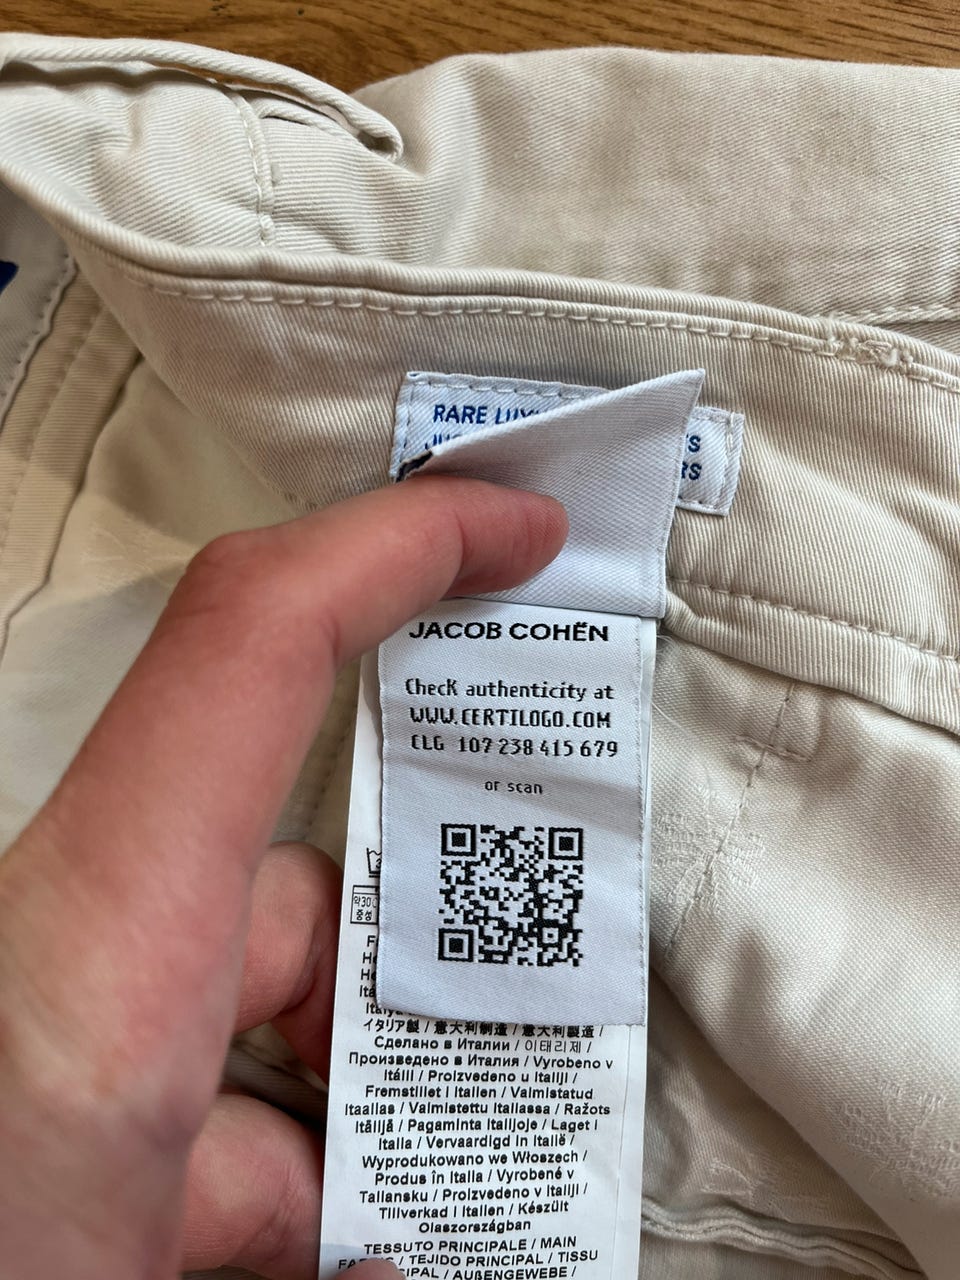 RARE
JACOB COHËN
Check authenticity at
WWW.CERTILOGO.COM
CLG 107 238 415 679
or scan
イタリア製 / 意大利制造 / 意大利製造 /
Сделано в Италии / 이태리제 /
Произведено в Италия / Vyrobeno v
Itálii / Proizvedeno u Italiji /
Fremstillet i Italien / Valmistatud
Itaalias / Valmistettu Italiassa / Ražots
Itālijā / Pagaminta Italijoje / Laget i
Italia / Vervaardigd in Italië /
Wyprodukowano we Włoszech /
Produs în Italia / Vyrobené v
Taliansku / Proizvedeno v Italiji /
Tillverkad i Italien / Készült
Olaszországban
TESSUTO PRINCIPALE / MAIN
/ TEJIDO PRINCIPAL / TISSU
/ AUßENGEWEBE /